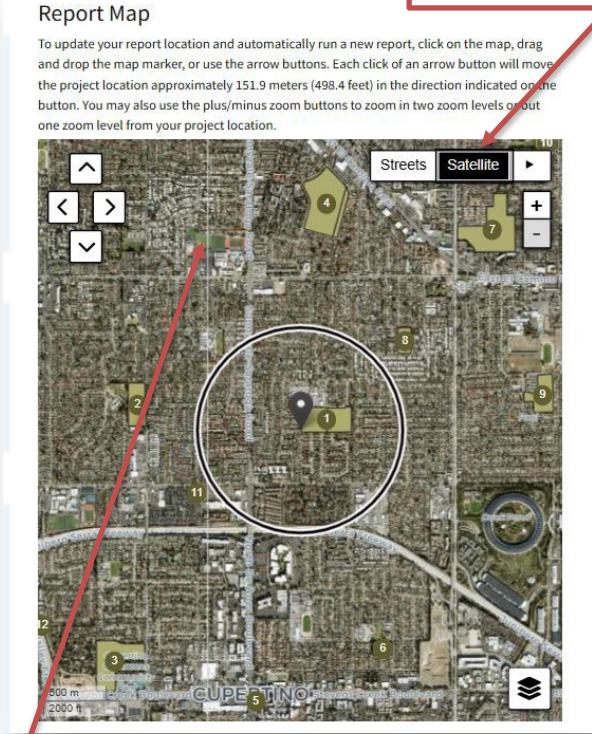 Report Map
To update your report location and automatically run a new report, click on the map, drag
and drop the map marker, or use the arrow buttons. Each click of an arrow button will move
the project location approximately 151.9 meters (498.4 feet) in the direction indicated on the
button. You may also use the plus/minus zoom buttons to zoom in two zoom levels or out
one zoom level from your project location.
10
Streets Satellite
+
-
4
7
8
2
1
9
11
12
3
6
500 m
2000 ft
CUPERTINO
Stevens Creek Boulevard
5